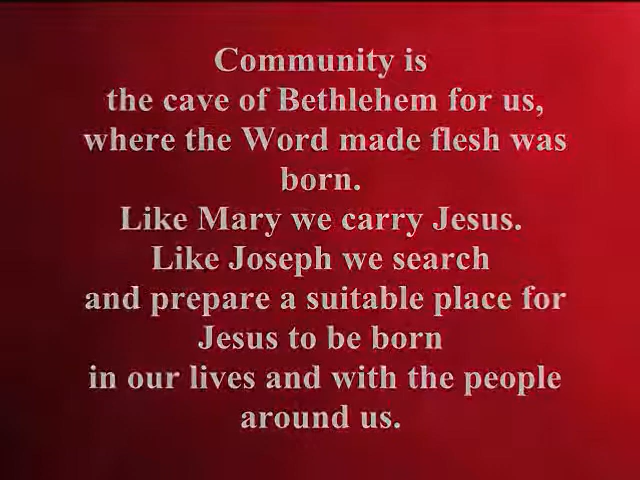 Community is
the cave of Bethlehem for us,
where the Word made flesh was
born.
Like Mary we carry Jesus.
Like Joseph we search
and prepare a suitable place for
Jesus to be born
in our lives and with the people
around us.